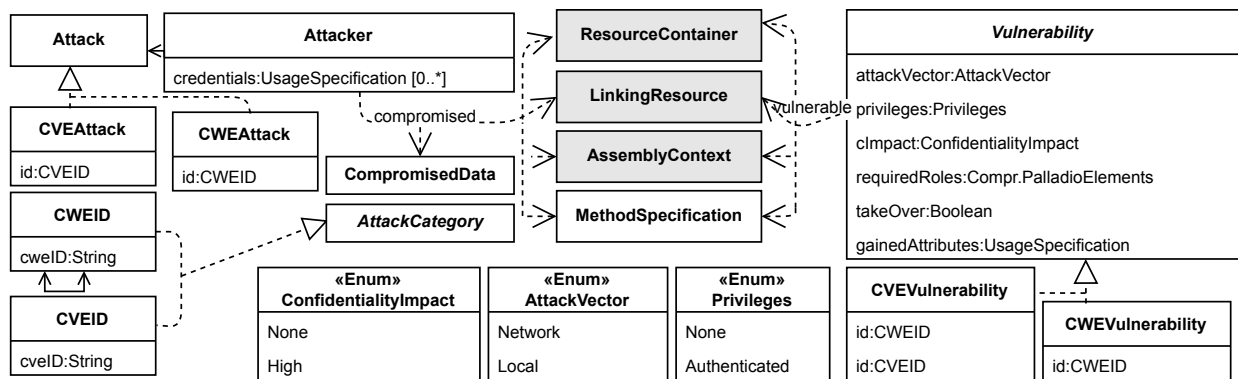 Attack
Attacker
credentials:UsageSpecification [0..*]
CVEAttack
id:CVEID
CWEAttack
id:CWEID
CWEID
cweID:String
CVEID
cveID:String
compromised
CompromisedData
AttackCategory
ResourceContainer
LinkingResource
AssemblyContext
MethodSpecification
vulnerable
Vulnerability
attackVector:AttackVector
privileges:Privileges
cImpact:ConfidentialityImpact
requiredRoles:Compr.PalladioElements
takeOver:Boolean
gainedAttributes:UsageSpecification
«Enum»
ConfidentialityImpact
None
High
«Enum»
AttackVector
Network
Local
«Enum»
Privileges
None
Authenticated
CVEVulnerability
id:CWEID
id:CVEID
CWEVulnerability
id:CWEID